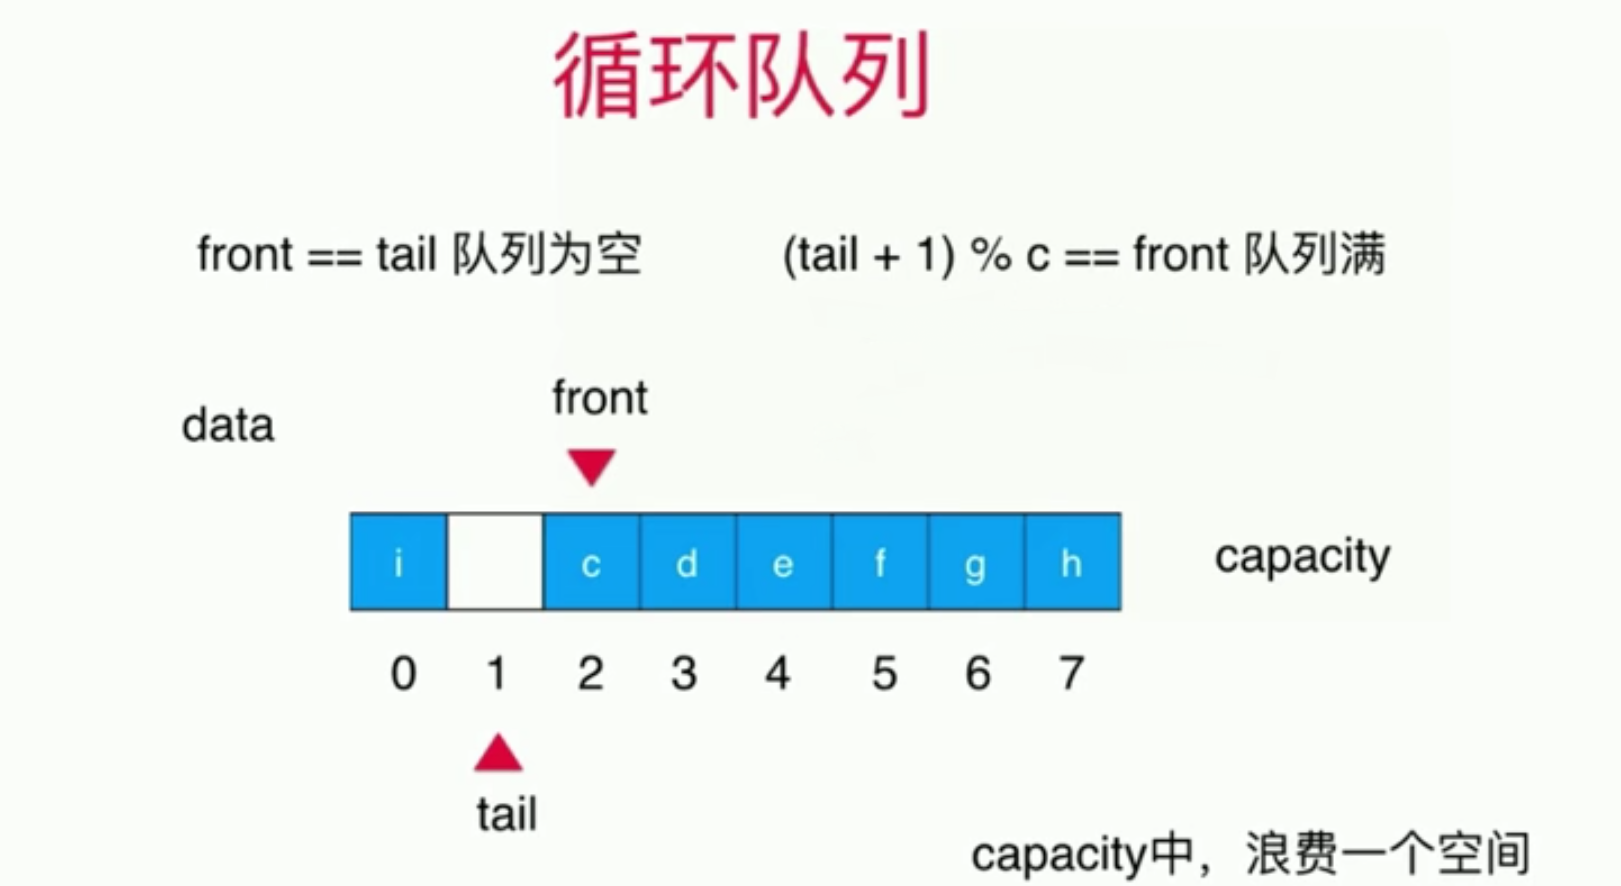 循环队列
front == tail 队列为空 (tail + 1) % c == front 队列满
front
data
i c d e f g h
capacity
0 1 2 3 4 5 6 7
tail
capacity中，浪费一个空间